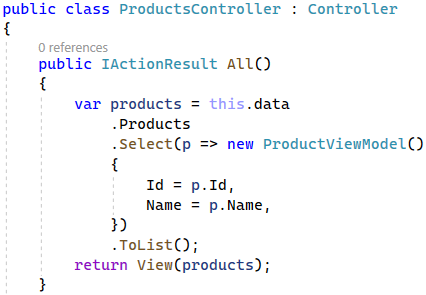 public class ProductsController : Controller
{
0 references
public IActionResult All()
{
var products = this.data
.Products
.Select(p => new ProductViewModel()
{
Id = p.Id,
Name = p.Name,
})
.ToList();
return View(products);
}